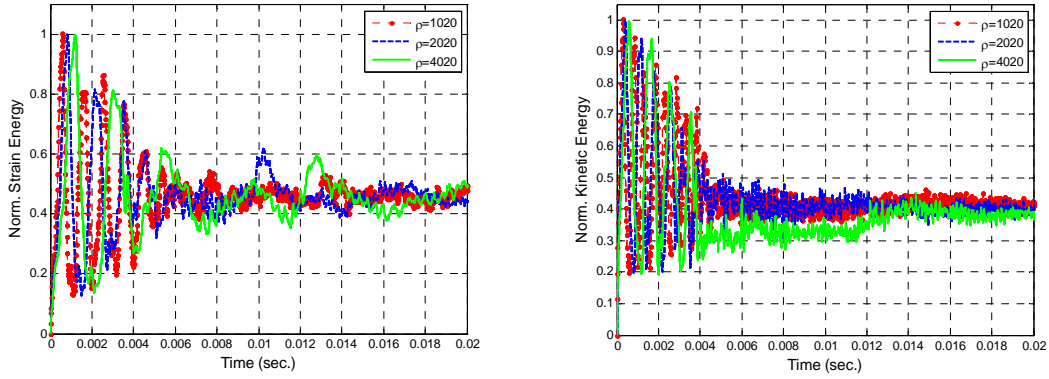 1
0.8
0.6
0.4
0.2
0
Norm. Strain Energy
0 0.002 0.004 0.006 0.008 0.01 0.012 0.014 0.016 0.018 0.02
Time (sec.)
ρ=1020
ρ=2020
ρ=4020
1
0.9
0.8
0.7
0.6
0.5
0.4
0.3
0.2
0.1
0
Norm. Kinetic Energy
0 0.002 0.004 0.006 0.008 0.01 0.012 0.014 0.016 0.018 0.02
Time (sec.)
ρ=1020
ρ=2020
ρ=4020